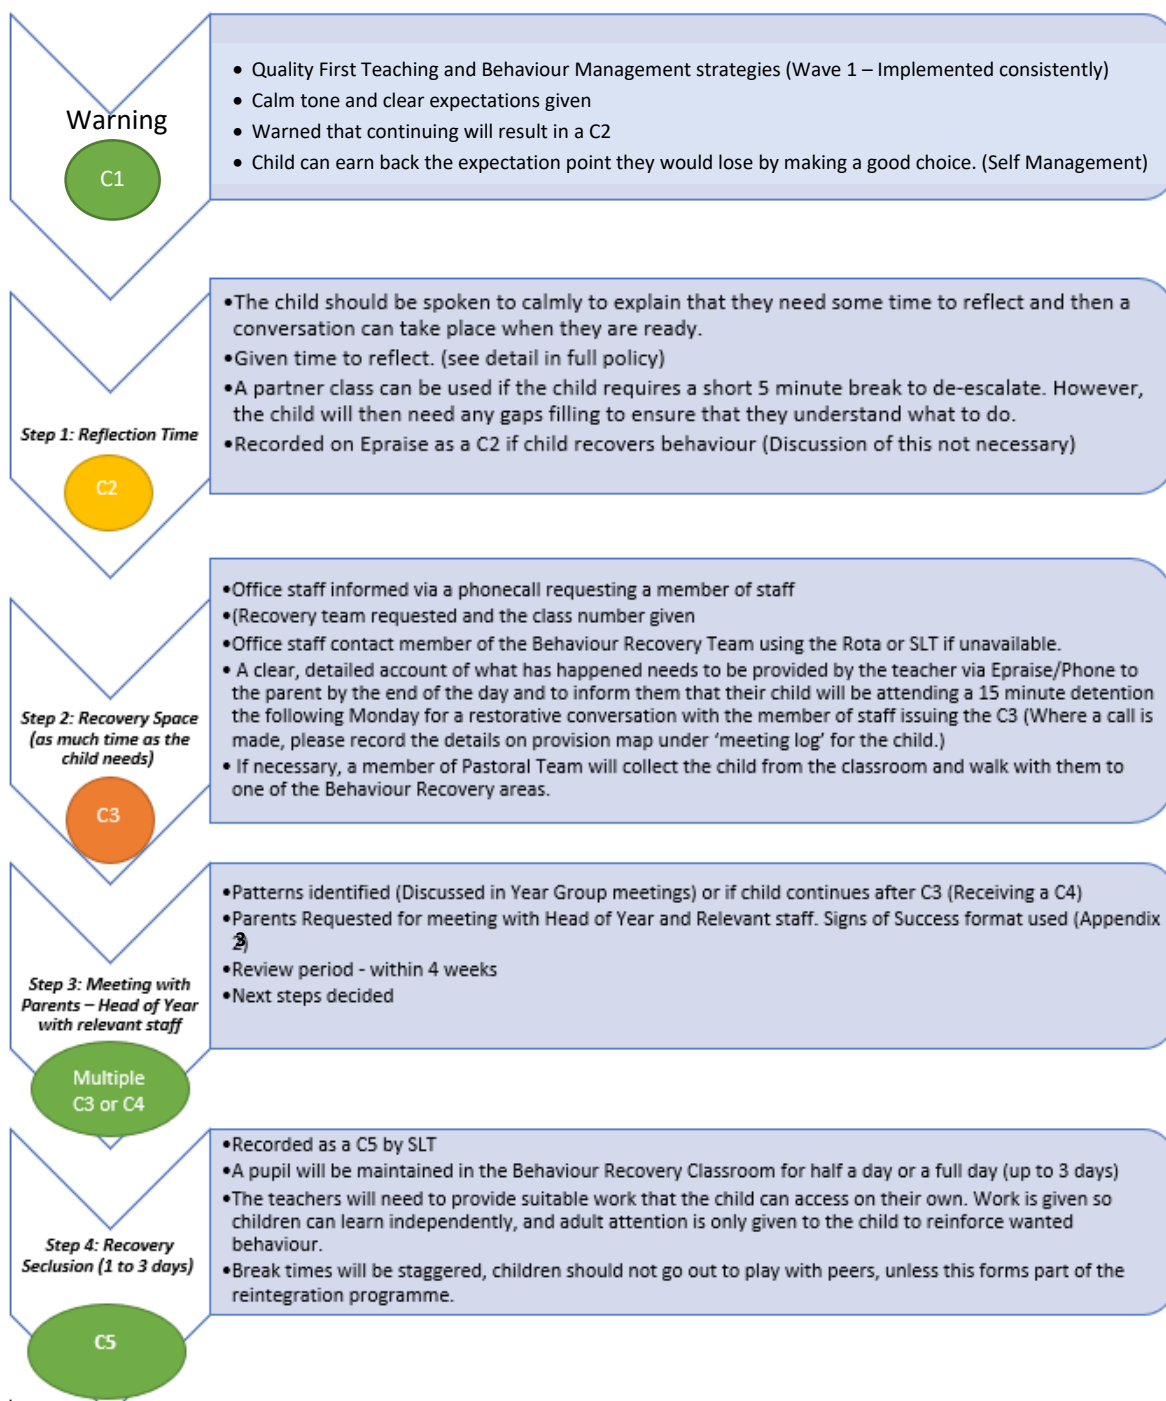 Warning
C1
• Quality First Teaching and Behaviour Management strategies (Wave 1 – Implemented consistently)
• Calm tone and clear expectations given
• Warned that continuing will result in a C2
• Child can earn back the expectation point they would lose by making a good choice. (Self Management)
Step 1: Reflection Time
C2
•The child should be spoken to calmly to explain that they need some time to reflect and then a
conversation can take place when they are ready.
•Given time to reflect. (see detail in full policy)
•A partner class can be used if the child requires a short 5 minute break to de-escalate. However,
the child will then need any gaps filling to ensure that they understand what to do.
•Recorded on Epraise as a C2 if child recovers behaviour (Discussion of this not necessary)
Step 2: Recovery Space
(as much time as the
child needs)
C3
•Office staff informed via a phonecall requesting a member of staff
•(Recovery team requested and the class number given
•Office staff contact member of the Behaviour Recovery Team using the Rota or SLT if unavailable.
• A clear, detailed account of what has happened needs to be provided by the teacher via Epraise/Phone to
the parent by the end of the day and to inform them that their child will be attending a 15 minute detention
the following Monday for a restorative conversation with the member of staff issuing the C3 (Where a call is
made, please record the details on provision map under ‘meeting log’ for the child.)
• If necessary, a member of Pastoral Team will collect the child from the classroom and walk with them to
one of the Behaviour Recovery areas.
Step 3: Meeting with
Parents – Head of Year
with relevant staff
Multiple
C3 or C4
•Patterns identified (Discussed in Year Group meetings) or if child continues after C3 (Receiving a C4)
•Parents Requested for meeting with Head of Year and Relevant staff. Signs of Success format used (Appendix
)
•Review period - within 4 weeks
•Next steps decided
Step 4: Recovery
Seclusion (1 to 3 days)
C5
•Recorded as a C5 by SLT
•A pupil will be maintained in the Behaviour Recovery Classroom for half a day or a full day (up to 3 days)
•The teachers will need to provide suitable work that the child can access on their own. Work is given so
children can learn independently, and adult attention is only given to the child to reinforce wanted
behaviour.
•Break times will be staggered, children should not go out to play with peers, unless this forms part of the
reintegration programme.